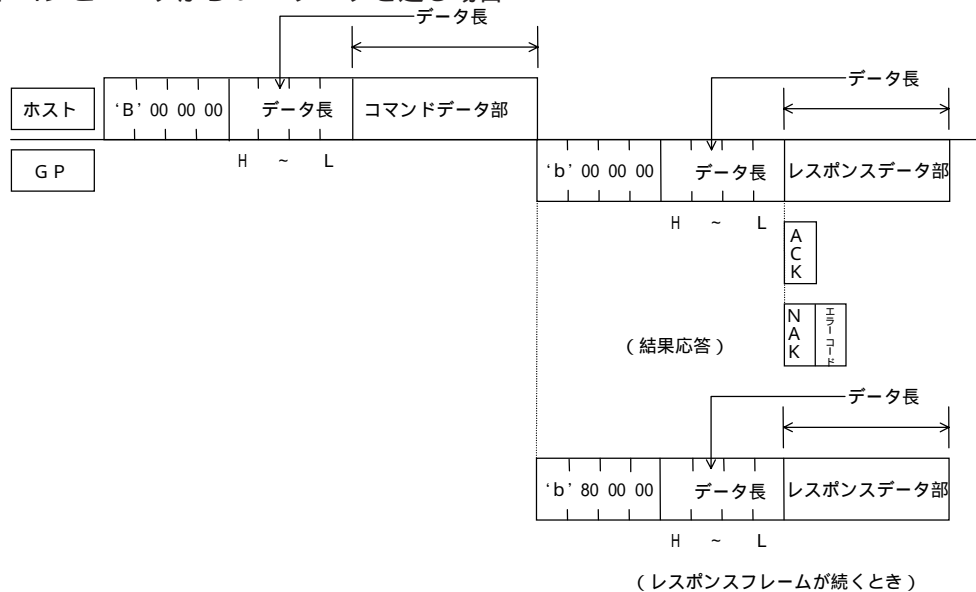 データ長
データ長
ホスト
‘B’ 00 00 00
データ長
コマンドデータ部
GP
H ~ L
‘b’ 00 00 00
データ長
レスポンスデータ部
H ~ L
ACK
NAK
エラーコード
(結果応答)
データ長
‘b’ 80 00 00
データ長
レスポンスデータ部
H ~ L
(レスポンスフレームが続くとき)